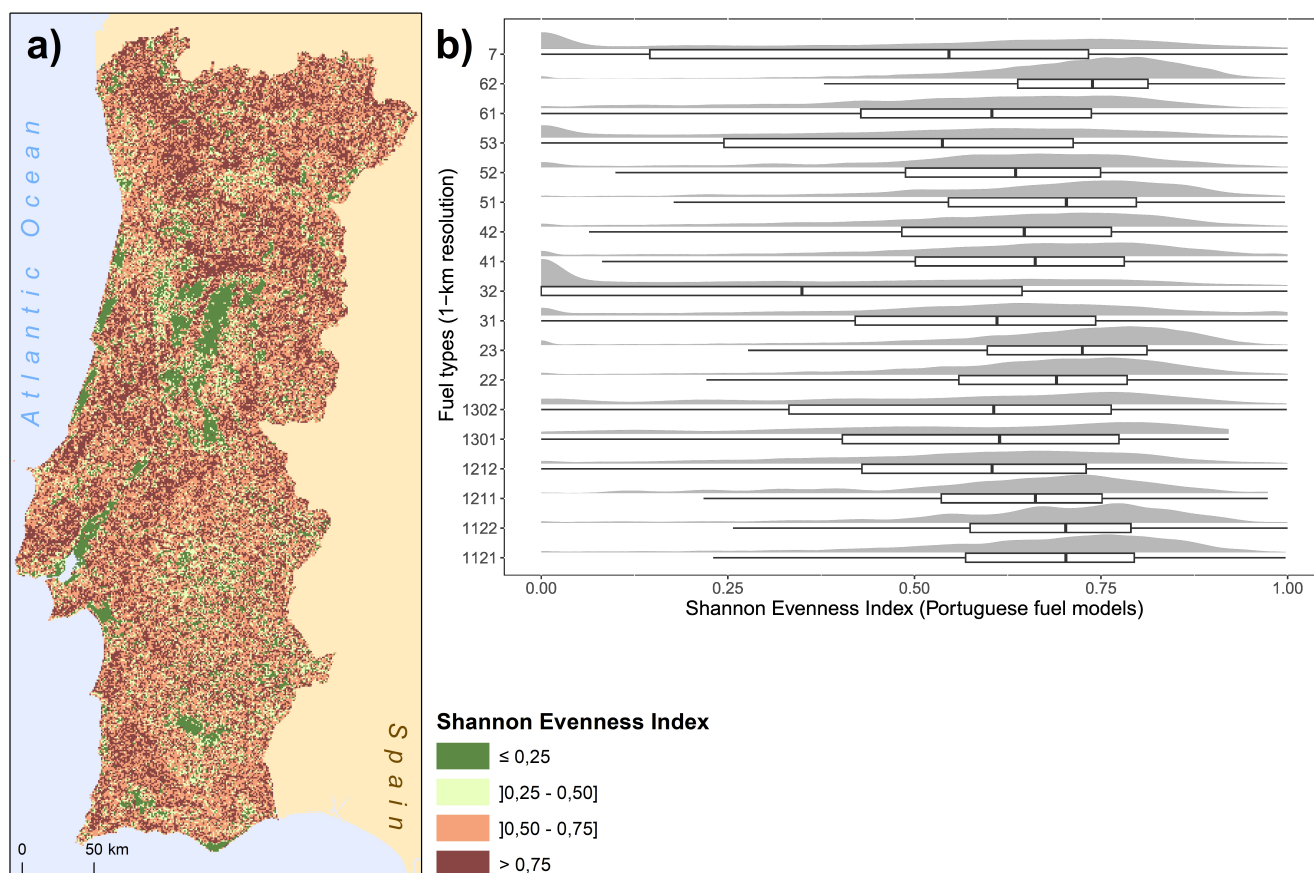 a)
Atlantic Ocean
Spain
0
50 km
b)
Fuel types (1−km resolution)
7
62
61
53
52
51
42
41
32
31
23
22
1302
1301
1212
1211
1122
1121
0.00 0.25 0.50 0.75 1.00
Shannon Evenness Index (Portuguese fuel models)
Shannon Evenness Index
≤ 0,25
]0,25 - 0,50]
]0,50 - 0,75]
> 0,75